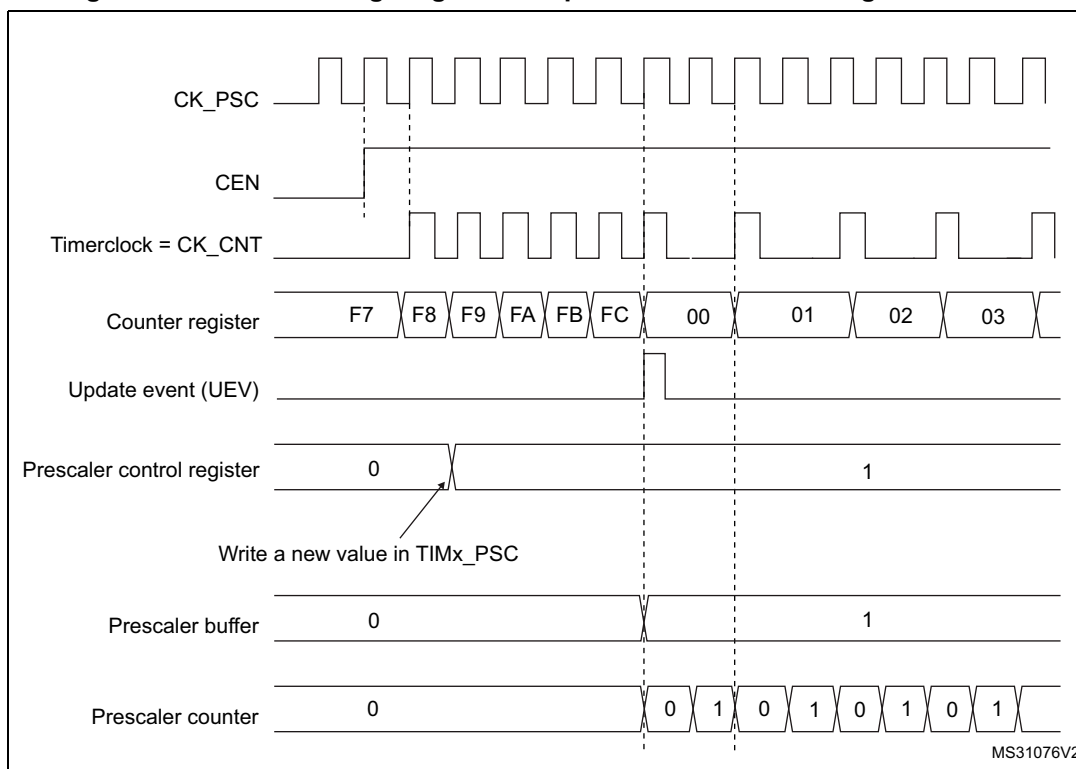 CK_PSC
CEN
Timerclock = CK_CNT
Counter register F7 F8 F9 FA FB FC 00 01 02 03
Update event (UEV)
Prescaler control register 0 1
Write a new value in TIMx_PSC
Prescaler buffer 0 1
Prescaler counter 0 0 1 0 1 0 1 0 1
MS31076V2